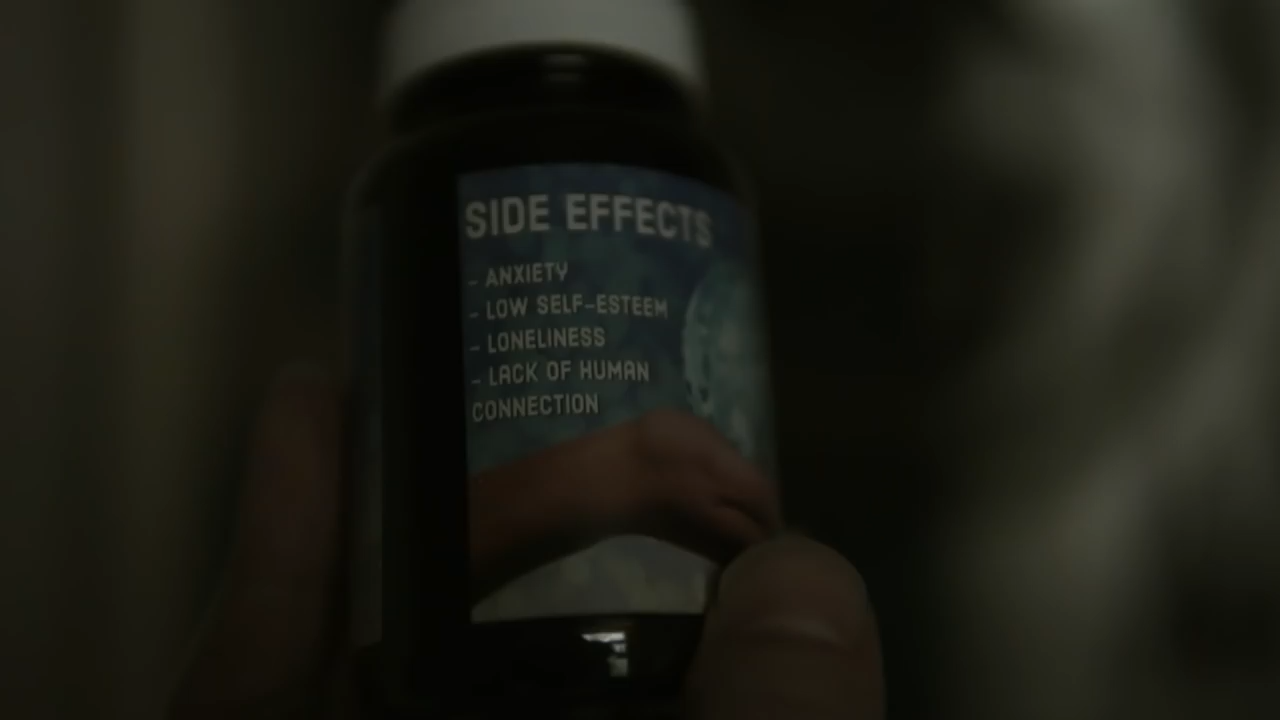 SIDE EFFECTS
- ANXIETY
- LOW SELF-ESTEEM
- LONELINESS
- LACK OF HUMAN
CONNECTION